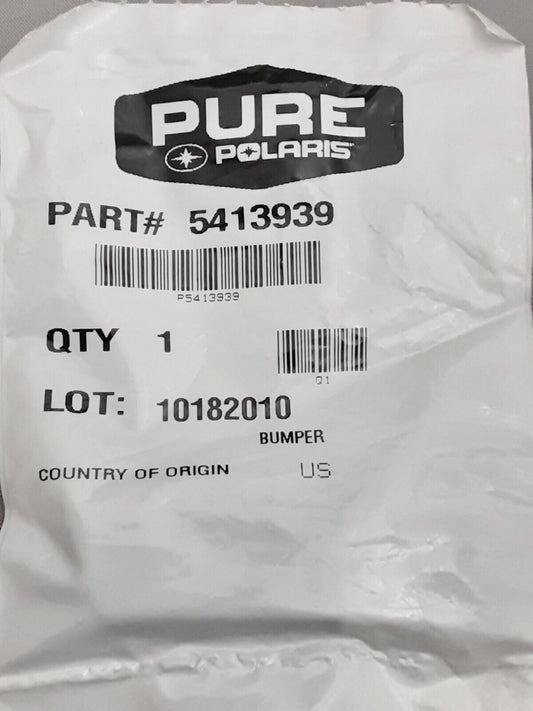 PURE
POLARIS
PART# 5413939
P5413939
QTY 1
Q1
LOT: 10182010
BUMPER
COUNTRY OF ORIGIN US